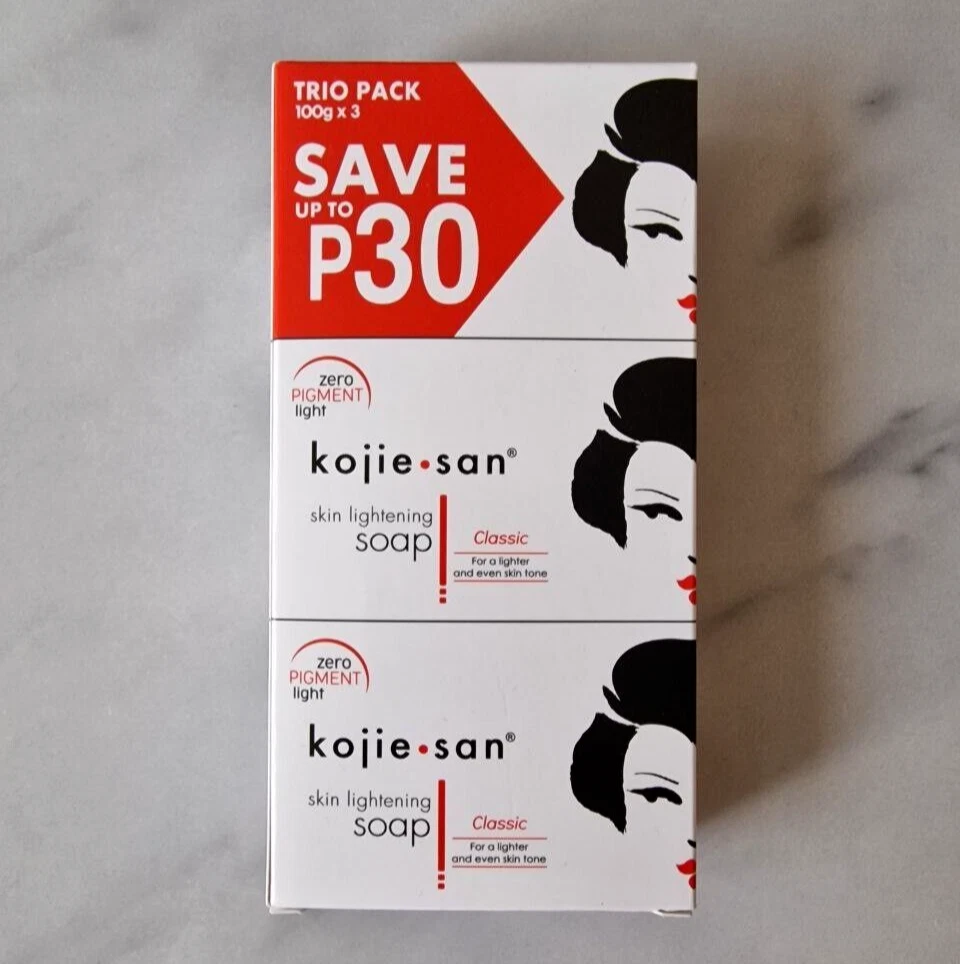 TRIO PACK
100g x 3
SAVE
UP TO
P30
zero
PIGMENT
light
kojie•san®
skin lightening
soap
Classic
For a lighter
and even skin tone
zero
PIGMENT
light
kojie•san®
skin lightening
soap
Classic
For a lighter
and even skin tone